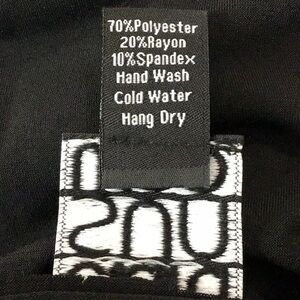 70%Polyester
20%Rayon
10%Spandex
Hand Wash
Cold Water
Hang Dry